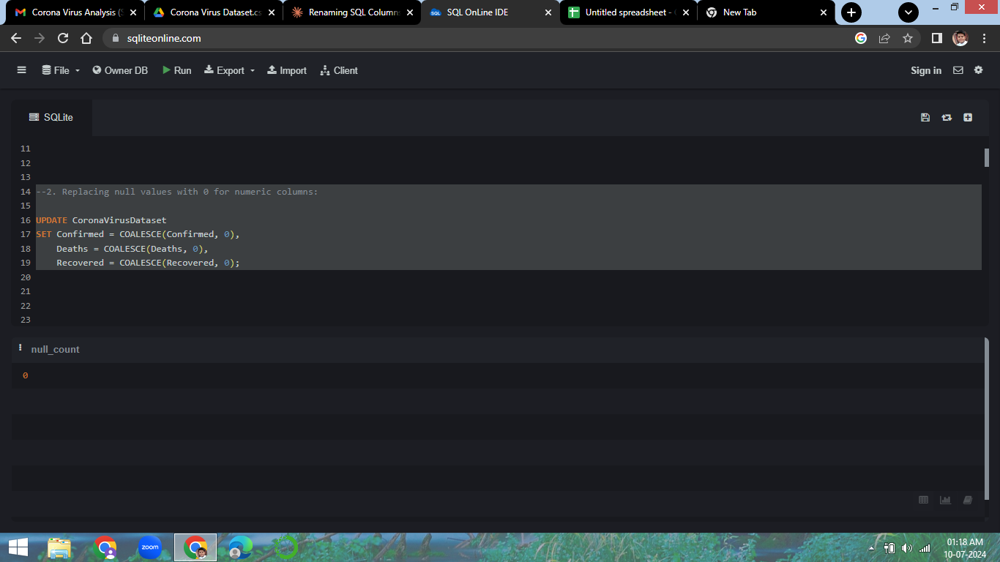 Corona Virus Analysis (S
Corona Virus Dataset.cs
Renaming SQL Column
SQL OnLine IDE
Untitled spreadsheet -
New Tab
sqliteonline.com
File
Owner DB
Run
Export
Import
Client
Sign in
SQLite
11
12
13
14 --2. Replacing null values with 0 for numeric columns:
15
16 UPDATE CoronaVirusDataset
17 SET Confirmed = COALESCE(Confirmed, 0),
18 Deaths = COALESCE(Deaths, 0),
19 Recovered = COALESCE(Recovered, 0);
20
21
22
23
null_count
0
zoom
01:18 AM
10-07-2024